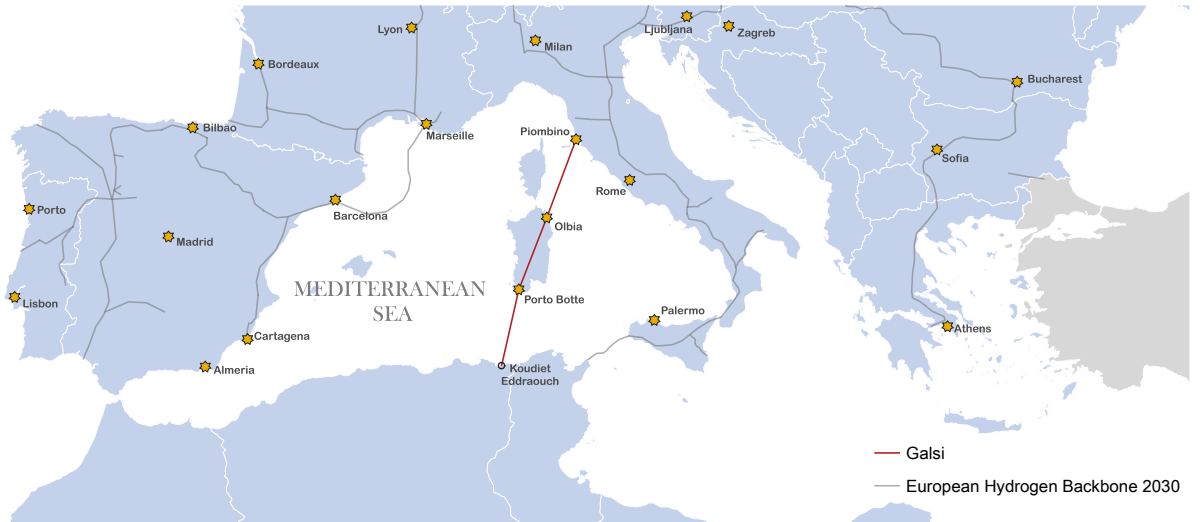 Lyon
Milan
Ljubljana
Zagreb
Bordeaux
Bucharest
Bilbao
Marseille
Piombino
Sofia
Rome
Porto
Barcelona
Olbia
Madrid
MEDITERRANEAN
SEA
Porto Botte
Lisbon
Palermo
Athens
Cartagena
Almeria
Koudiet
Eddraouch
Galsi
European Hydrogen Backbone 2030